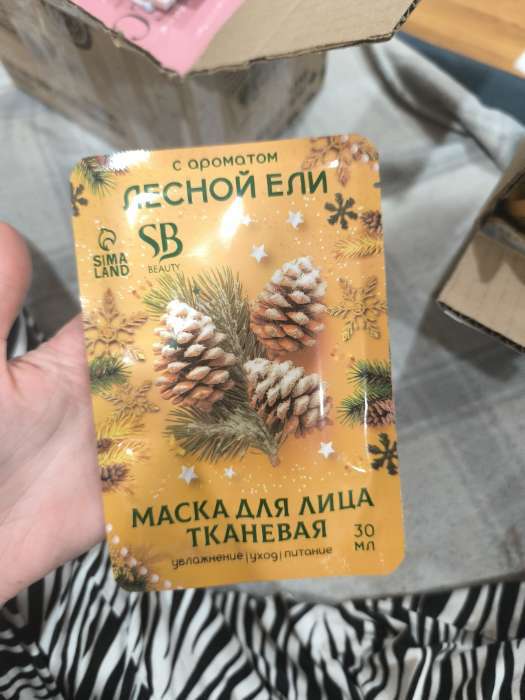 с ароматом
ЛЕСНОЙ ЕЛИ
SIMA
LAND
SB
BEAUTY
МАСКА ДЛЯ ЛИЦА
ТКАНЕВАЯ
30
МЛ
увлажнение|уход|питание